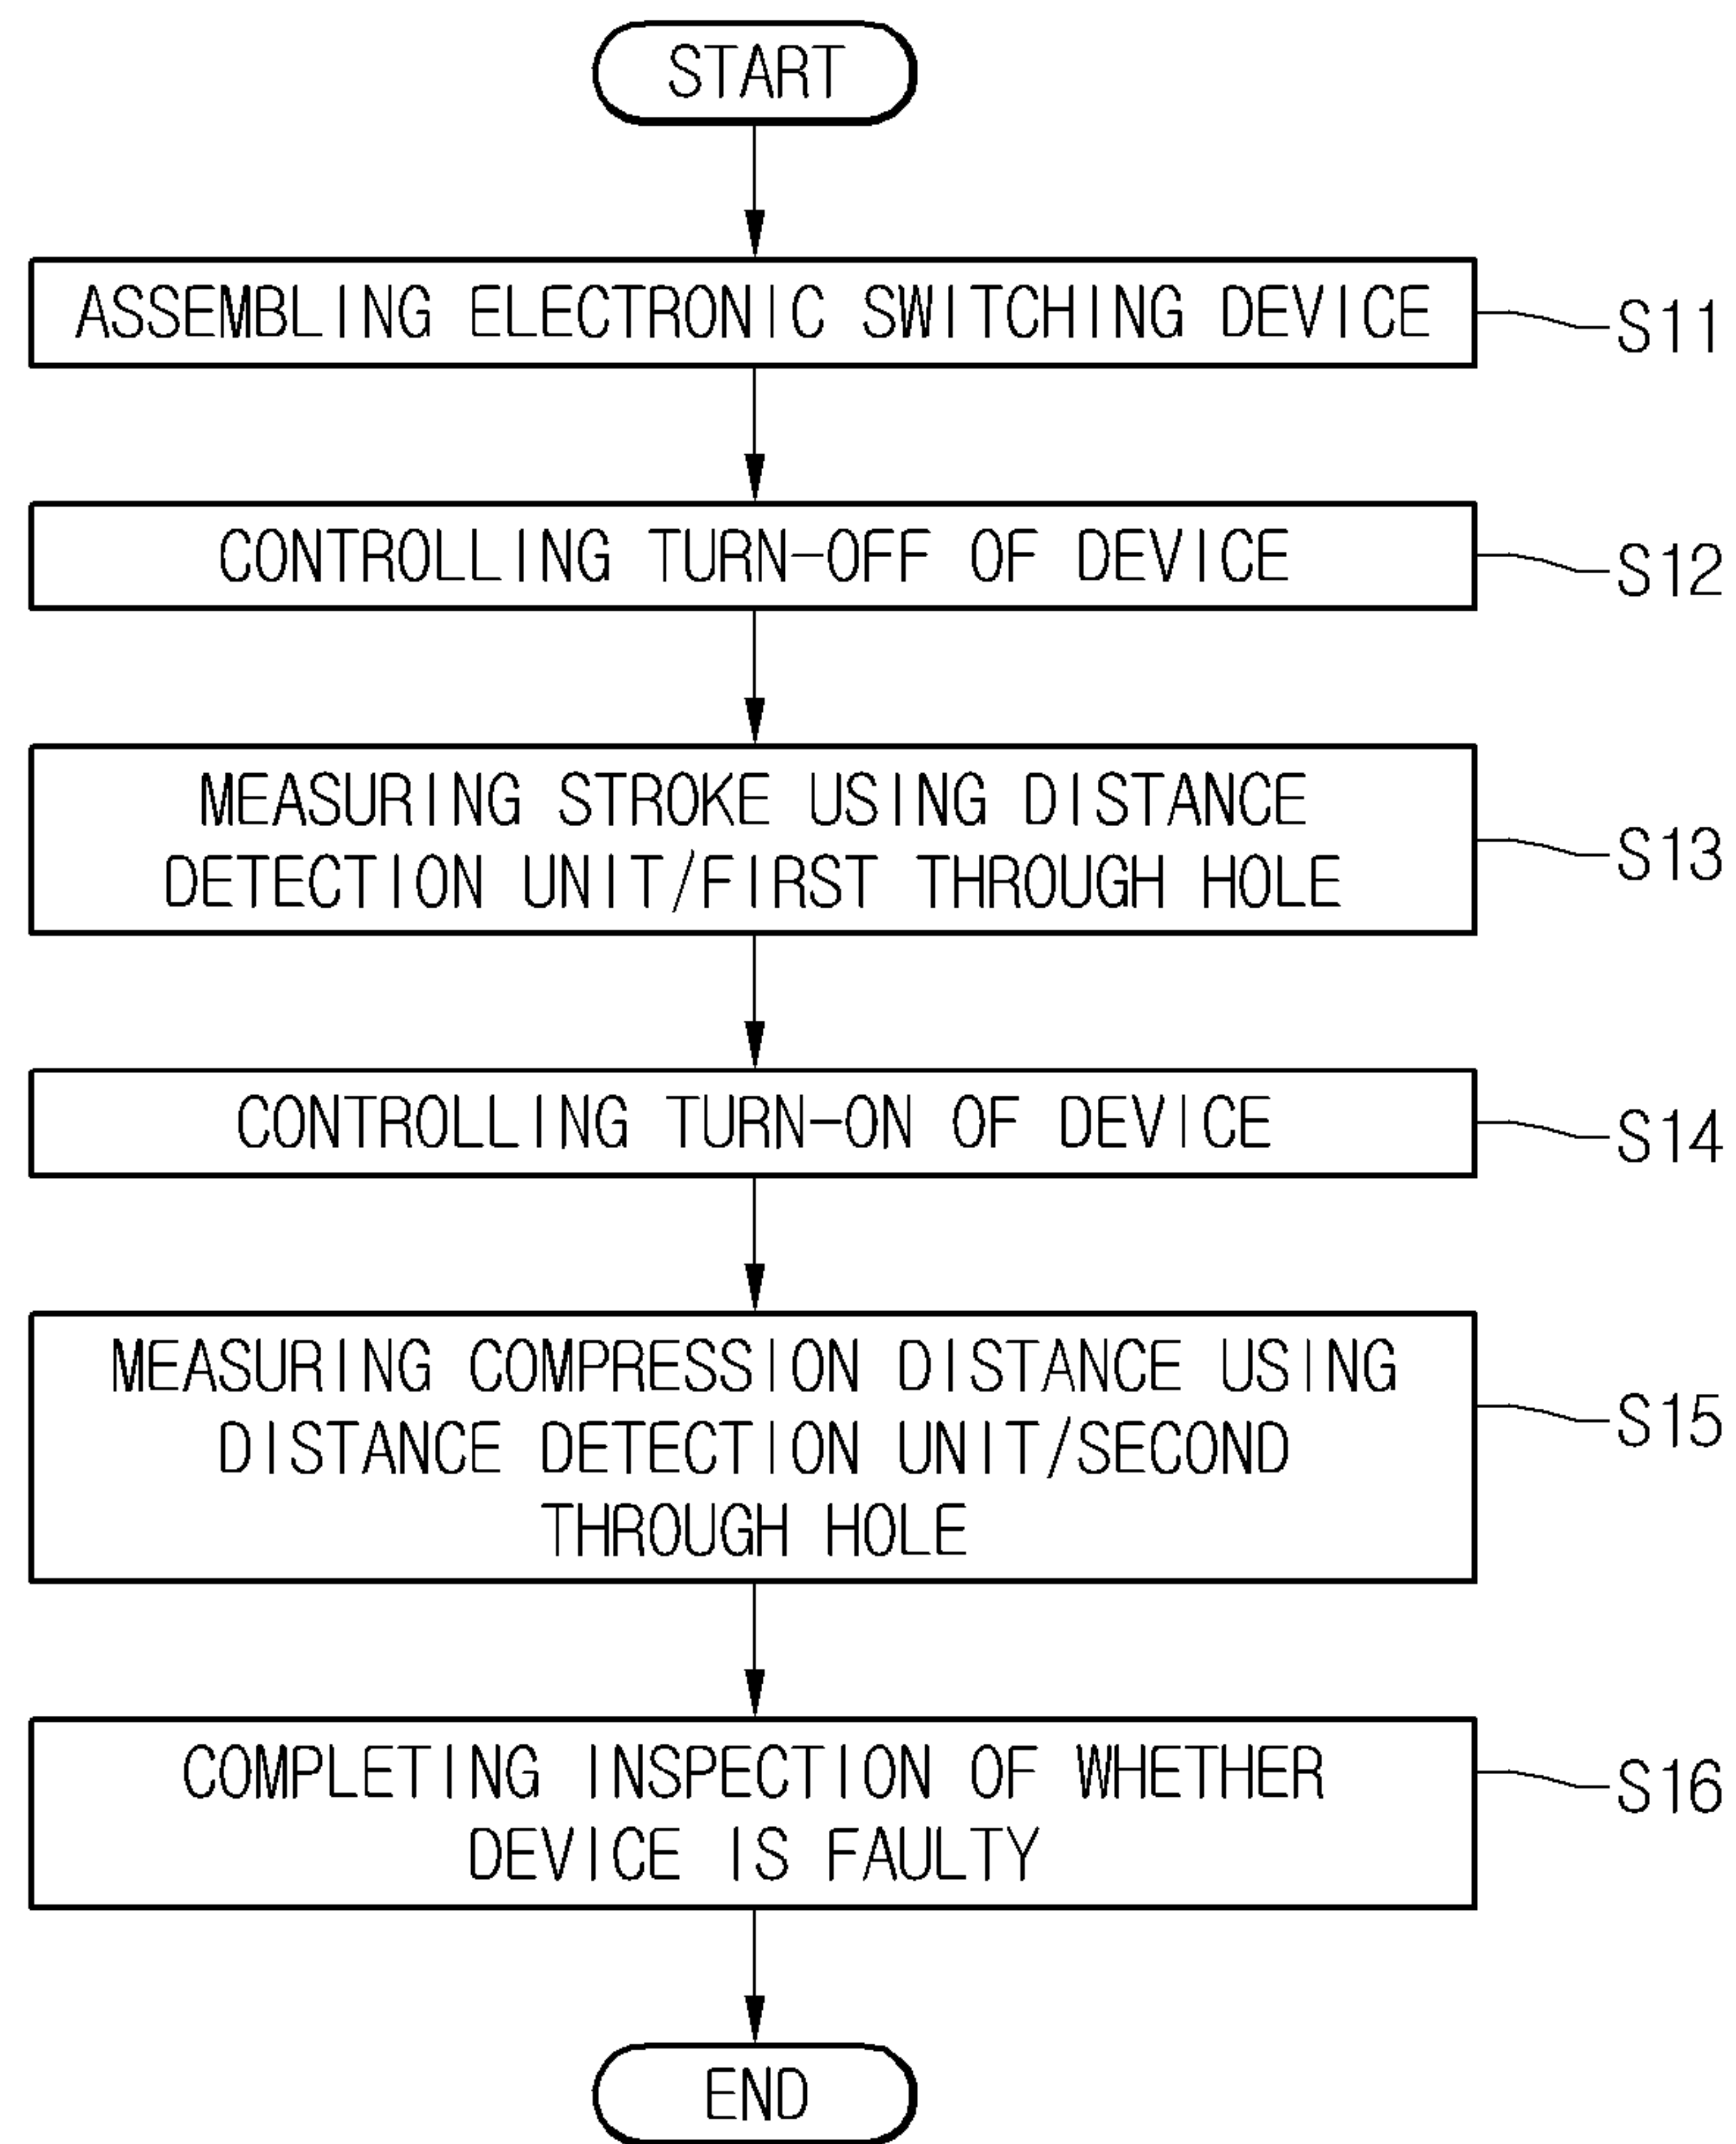 START
ASSEMBLING ELECTRONIC SWITCHING DEVICE
S11
CONTROLLING TURN-OFF OF DEVICE
S12
MEASURING STROKE USING DISTANCE
DETECTION UNIT/FIRST THROUGH HOLE
S13
CONTROLLING TURN-ON OF DEVICE
S14
MEASURING COMPRESSION DISTANCE USING
DISTANCE DETECTION UNIT/SECOND
THROUGH HOLE
S15
COMPLETING INSPECTION OF WHETHER
DEVICE IS FAULTY
S16
END